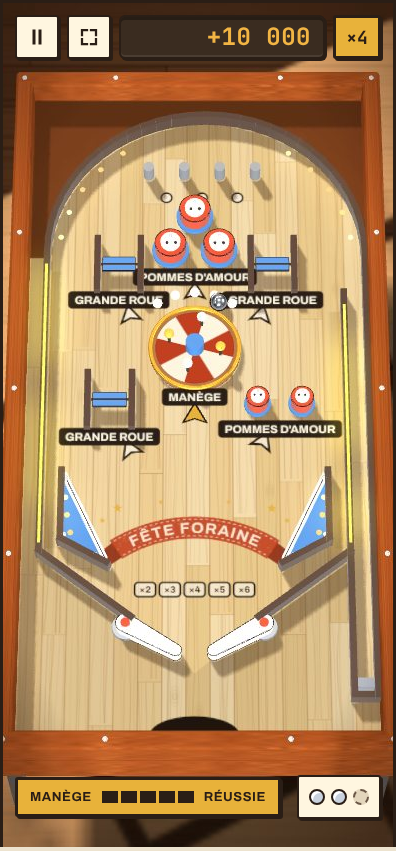 +10 000
×4
POMMES D'AMOUR
GRANDE ROUE
GRANDE ROUE
MANÈGE
GRANDE ROUE
POMMES D'AMOUR
FÊTE FORAINE
×2 ×3 ×4 ×5 ×6
MANÈGE RÉUSSIE